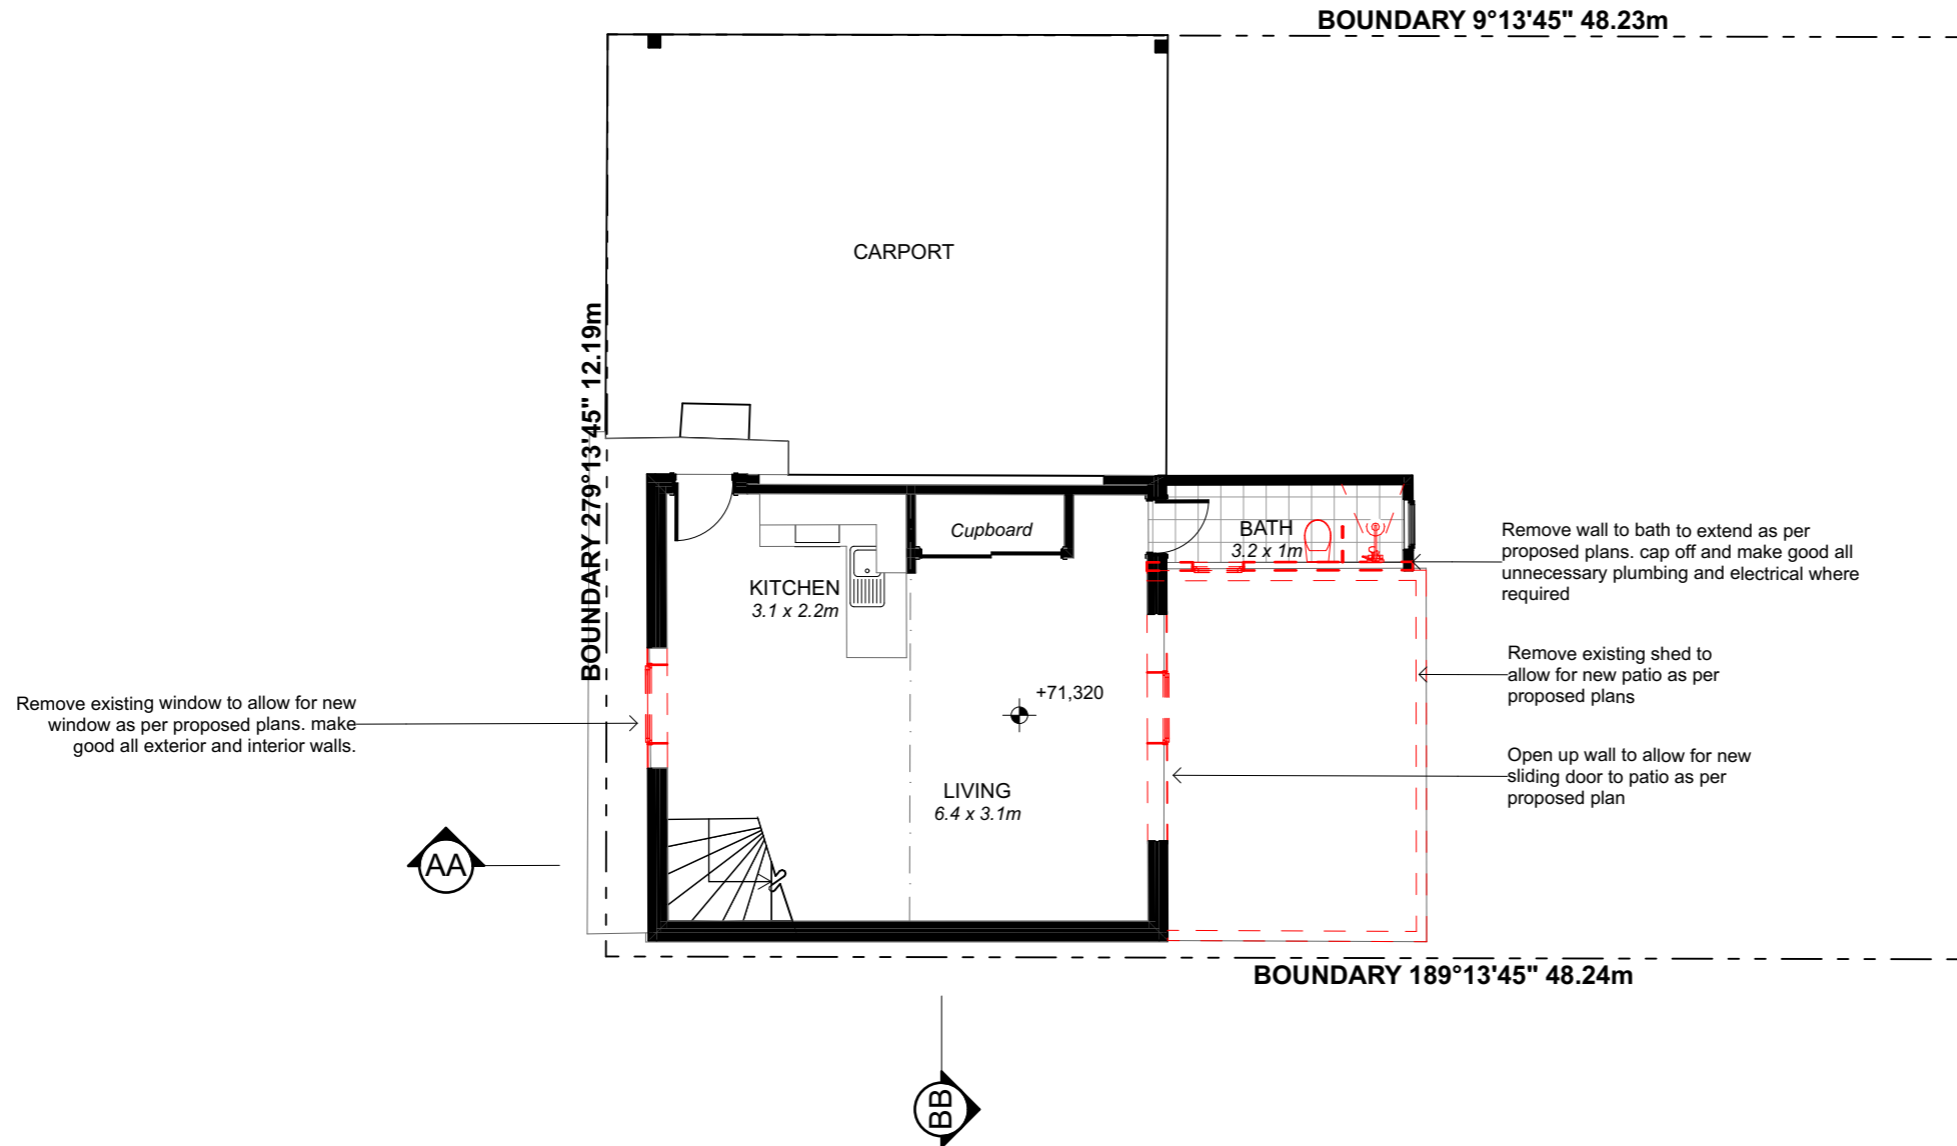 BOUNDARY 9°13'45" 48.23m
CARPORT
BOUNDARY 279°13'45" 12.19m
Cupboard
BATH
3.2 x 1m
Remove wall to bath to extend as per
proposed plans. cap off and make good all
unnecessary plumbing and electrical where
required
KITCHEN
3.1 x 2.2m
Remove existing shed to
allow for new patio as per
proposed plans
+71,320
Remove existing window to allow for new
window as per proposed plans. make
good all exterior and interior walls.
Open up wall to allow for new
sliding door to patio as per
proposed plan
LIVING
6.4 x 3.1m
AA
BOUNDARY 189°13'45" 48.24m
BB